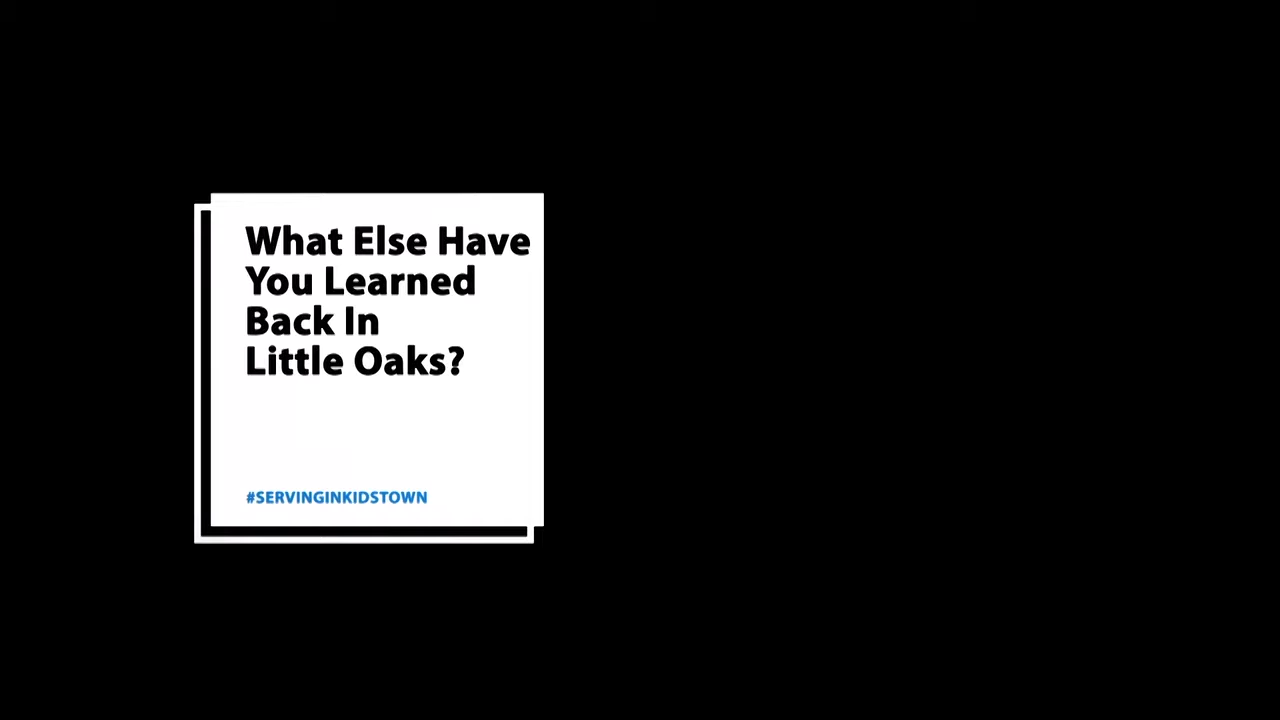 What Else Have
You Learned
Back In
Little Oaks?
#SERVINGINKIDSTOWN